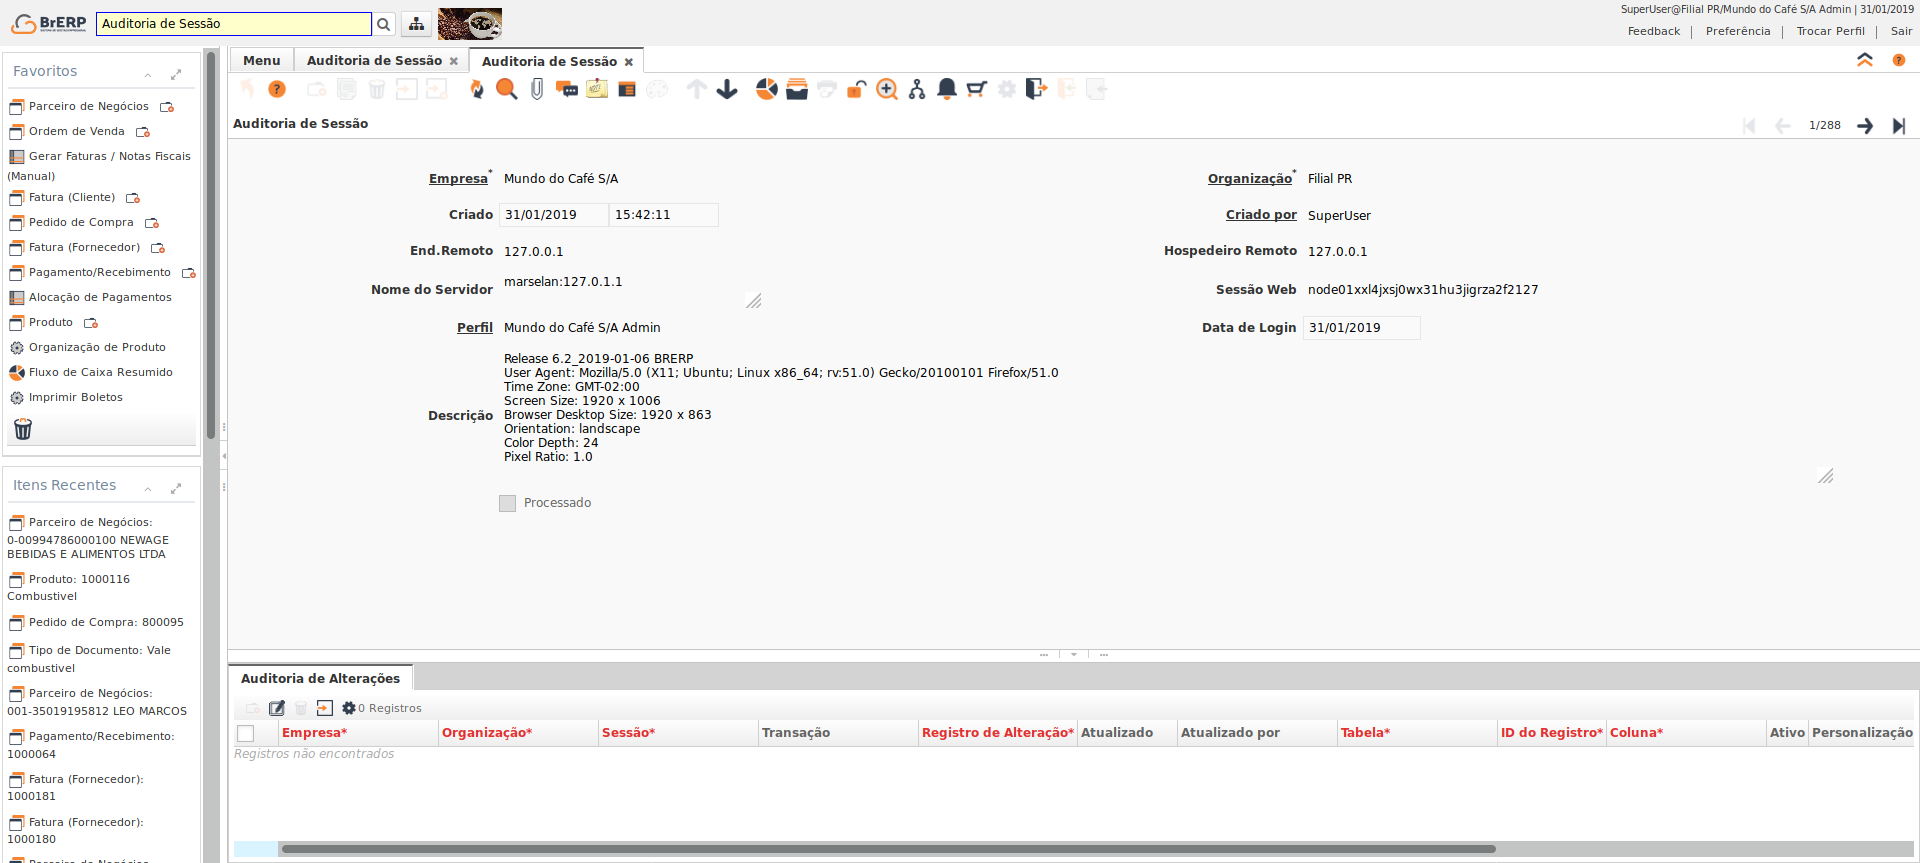 BrERP
Auditoria de Sessão
SuperUser@Filial PR/Mundo do Café S/A Admin | 31/01/2019
Feedback | Preferência | Trocar Perfil | Sair
Favoritos
Parceiro de Negócios
Ordem de Venda
Gerar Faturas / Notas Fiscais
(Manual)
Fatura (Cliente)
Pedido de Compra
Fatura (Fornecedor)
Pagamento/Recebimento
Alocação de Pagamentos
Produto
Organização de Produto
Fluxo de Caixa Resumido
Imprimir Boletos
Itens Recentes
Parceiro de Negócios:
0-00994786000100 NEWAGE
BEBIDAS E ALIMENTOS LTDA
Produto: 1000116
Combustivel
Pedido de Compra: 800095
Tipo de Documento: Vale
combustivel
Parceiro de Negócios:
001-35019195812 LEO MARCOS
Pagamento/Recebimento:
1000064
Fatura (Fornecedor):
1000181
Fatura (Fornecedor):
1000180
Parceiro de Negócios
Menu
Auditoria de Sessão
Auditoria de Sessão
Auditoria de Sessão
1/288
Empresa* Mundo do Café S/A
Organização* Filial PR
Criado 31/01/2019 15:42:11
Criado por SuperUser
End.Remoto 127.0.0.1
Hospedeiro Remoto 127.0.0.1
Nome do Servidor marselan:127.0.1.1
Sessão Web node01xxl4jxsj0wx31hu3jigrza2f2127
Perfil Mundo do Café S/A Admin
Data de Login 31/01/2019
Descrição
Release 6.2_2019-01-06 BRERP
User Agent: Mozilla/5.0 (X11; Ubuntu; Linux x86_64; rv:51.0) Gecko/20100101 Firefox/51.0
Time Zone: GMT-02:00
Screen Size: 1920 x 1006
Browser Desktop Size: 1920 x 863
Orientation: landscape
Color Depth: 24
Pixel Ratio: 1.0
Processado
Auditoria de Alterações
0 Registros
Empresa* Organização* Sessão* Transação Registro de Alteração* Atualizado Atualizado por Tabela* ID do Registro* Coluna* Ativo Personalização
Registros não encontrados